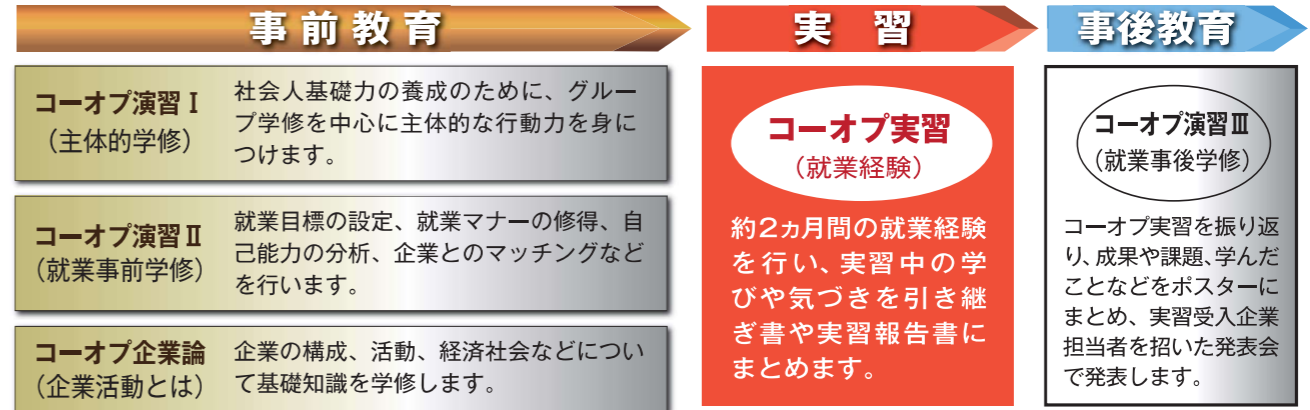 事前教育
コーオプ演習Ⅰ
（主体的学修）
社会人基礎力の養成のために、グルー
プ学修を中心に主体的な行動力を身に
つけます。
コーオプ演習Ⅱ
（就業事前学修）
就業目標の設定、就業マナーの修得、自
己能力の分析、企業とのマッチングなど
を行います。
コーオプ企業論
（企業活動とは）
企業の構成、活動、経済社会などについ
て基礎知識を学修します。
実習
コーオプ実習
（就業経験）
約2ヵ月間の就業経験
を行い、実習中の学
びや気づきを引き継
ぎ書や実習報告書に
まとめます。
事後教育
コーオプ演習Ⅲ
（就業事後学修）
コーオプ実習を振り返
り、成果や課題、学んだ
ことなどをポスターに
まとめ、実習受入企業
担当者を招いた発表会
で発表します。